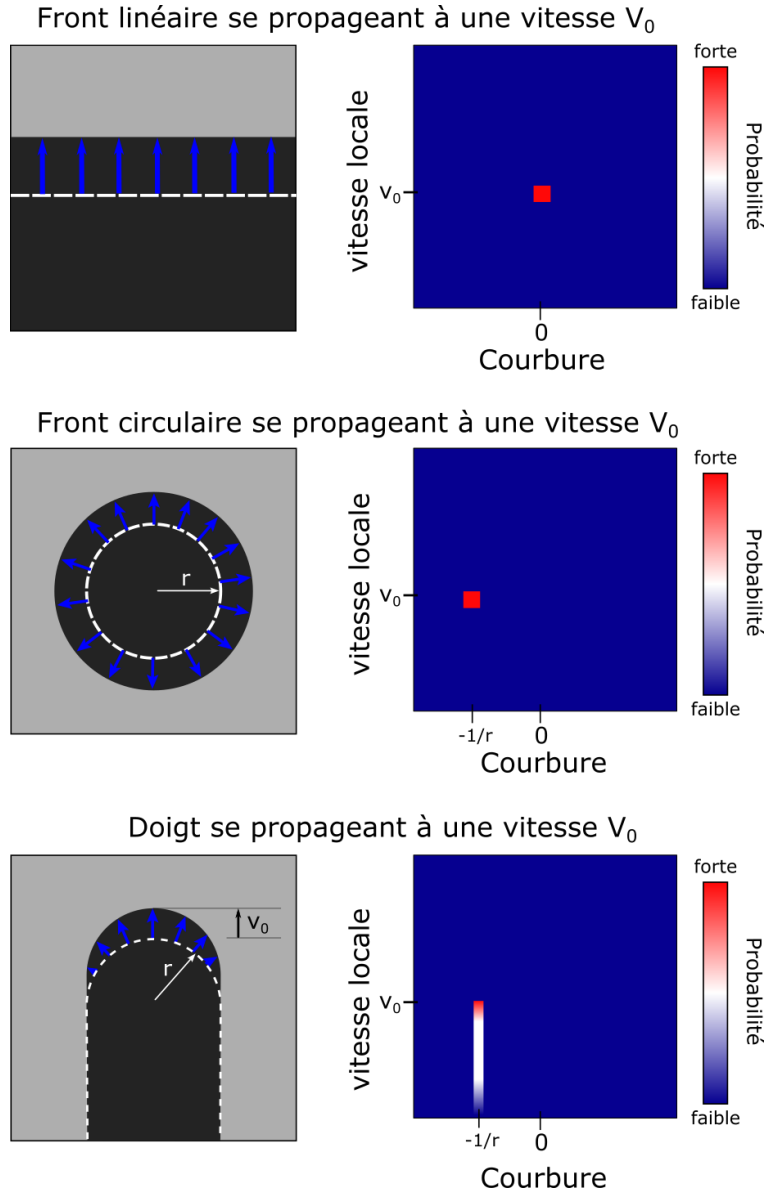 Front linéaire se propageant à une vitesse V₀
forte
vitesse locale
v₀
Probabilité
faible
0
Courbure
Front circulaire se propageant à une vitesse V₀
forte
r
vitesse locale
v₀
Probabilité
faible
-1/r
0
Courbure
Doigt se propageant à une vitesse V₀
forte
v₀
r
vitesse locale
v₀
Probabilité
faible
-1/r
0
Courbure